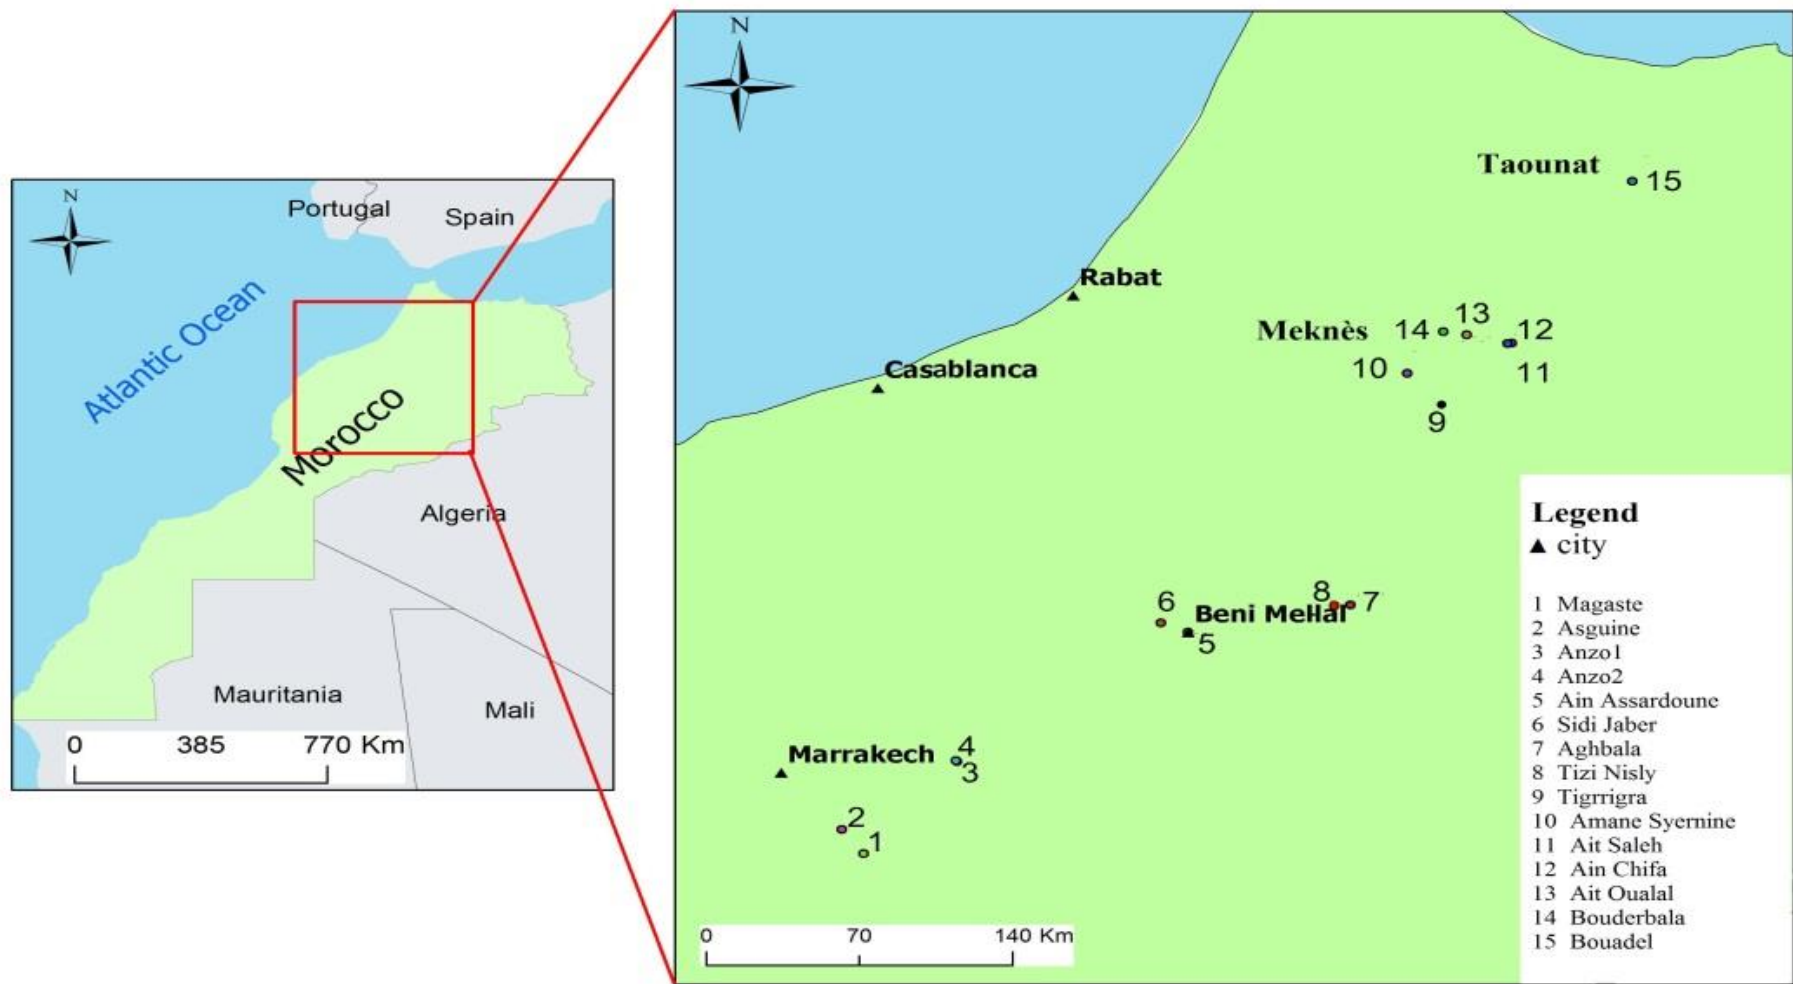 N
Portugal
Spain
Atlantic Ocean
Morocco
Algeria
Mauritania
Mali
0 385 770 Km
N
Taounat
15
Rabat
Meknès
14
13
12
11
10
9
Casablanca
6
Beni Mellal
5
8
7
Marrakech
4
3
2
1
0 70 140 Km
Legend
▲ city
1 Magaste
2 Asguine
3 Anzo1
4 Anzo2
5 Ain Assardoune
6 Sidi Jaber
7 Aghbala
8 Tizi Nisly
9 Tigrrigra
10 Amane Syernine
11 Ait Saleh
12 Ain Chifa
13 Ait Oualal
14 Bouderbala
15 Bouadel